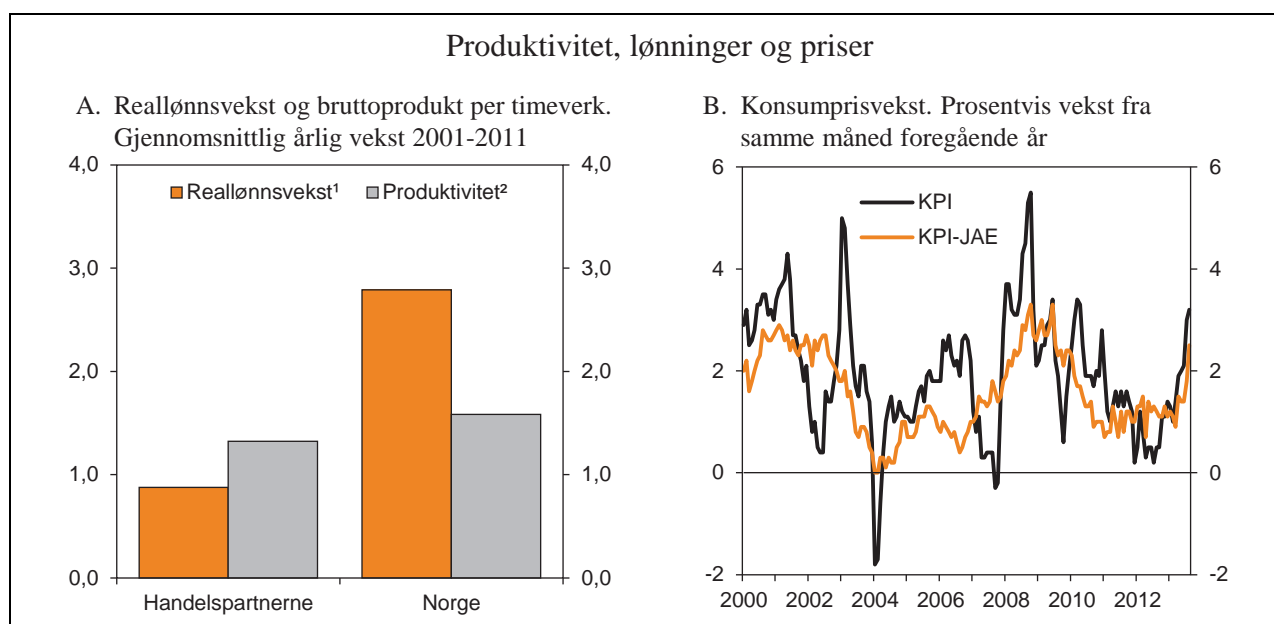 Produktivitet, lønninger og priser
A. Reallønnsvekst og bruttoprodukt per timeverk.
Gjennomsnittlig årlig vekst 2001-2011
4,0
4,0
Reallønnsvekst¹
Produktivitet²
3,0
3,0
2,0
2,0
1,0
1,0
0,0
0,0
Handelspartnerne
Norge
B. Konsumprisvekst. Prosentvis vekst fra
samme måned foregående år
6
6
KPI
KPI-JAE
4
4
2
2
0
0
-2
-2
2000 2002 2004 2006 2008 2010 2012